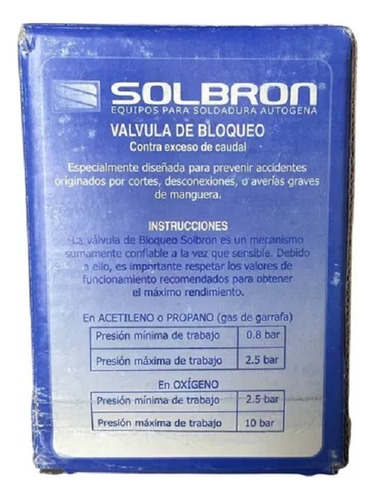 SOLBRON®
EQUIPOS PARA SOLDADURA AUTOGENA
VALVULA DE BLOQUEO
Contra exceso de caudal
Especialmente diseñada para prevenir accidentes
originados por cortes, desconexiones, o averías graves
de manguera.
INSTRUCCIONES
La válvula de Bloqueo Solbron es un mecanismo
sumamente confiable a la vez que sensible. Debido
a ello, es importante respetar los valores de
funcionamiento recomendados para obtener
el máximo rendimiento.
En ACETILENO o PROPANO (gas de garrafa)
Presión mínima de trabajo 0.8 bar
Presión máxima de trabajo 2.5 bar
En OXÍGENO
Presión mínima de trabajo 2.5 bar
Presión máxima de trabajo 10 bar